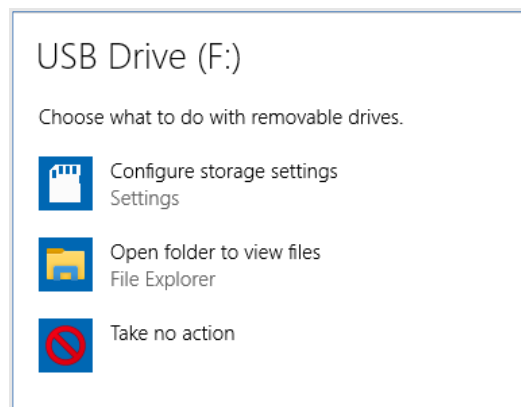 USB Drive (F:)
Choose what to do with removable drives.
Configure storage settings
Settings
Open folder to view files
File Explorer
Take no action